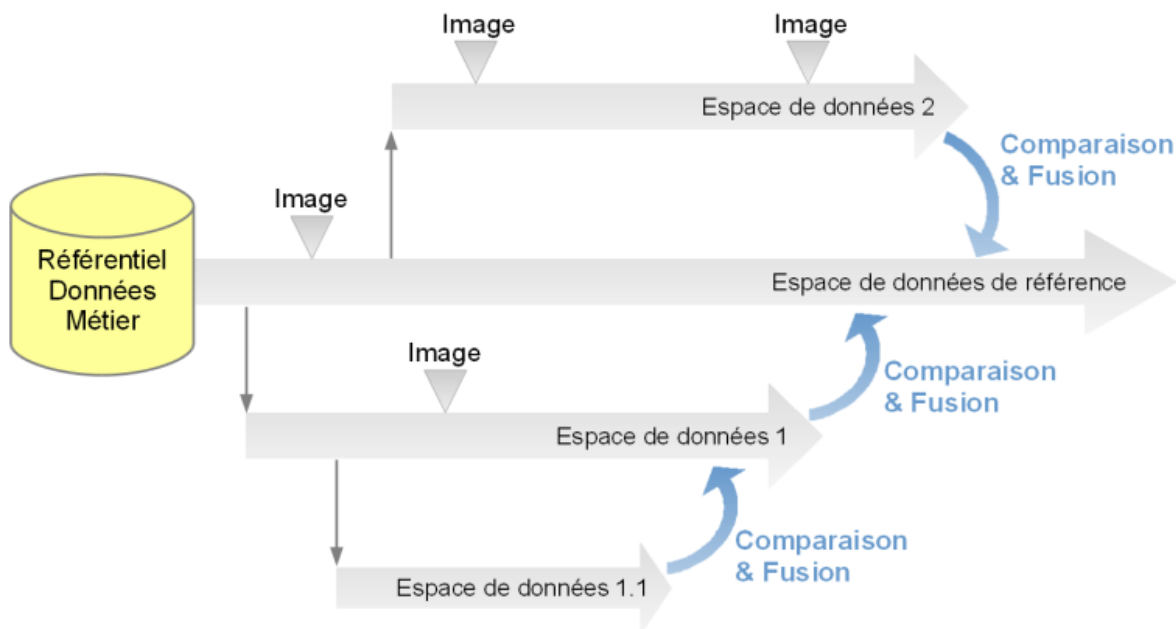 Image
Image
Espace de données 2
Comparaison
& Fusion
Image
Référentiel
Données
Métier
Espace de données de référence
Image
Comparaison
& Fusion
Espace de données 1
Comparaison
& Fusion
Espace de données 1.1